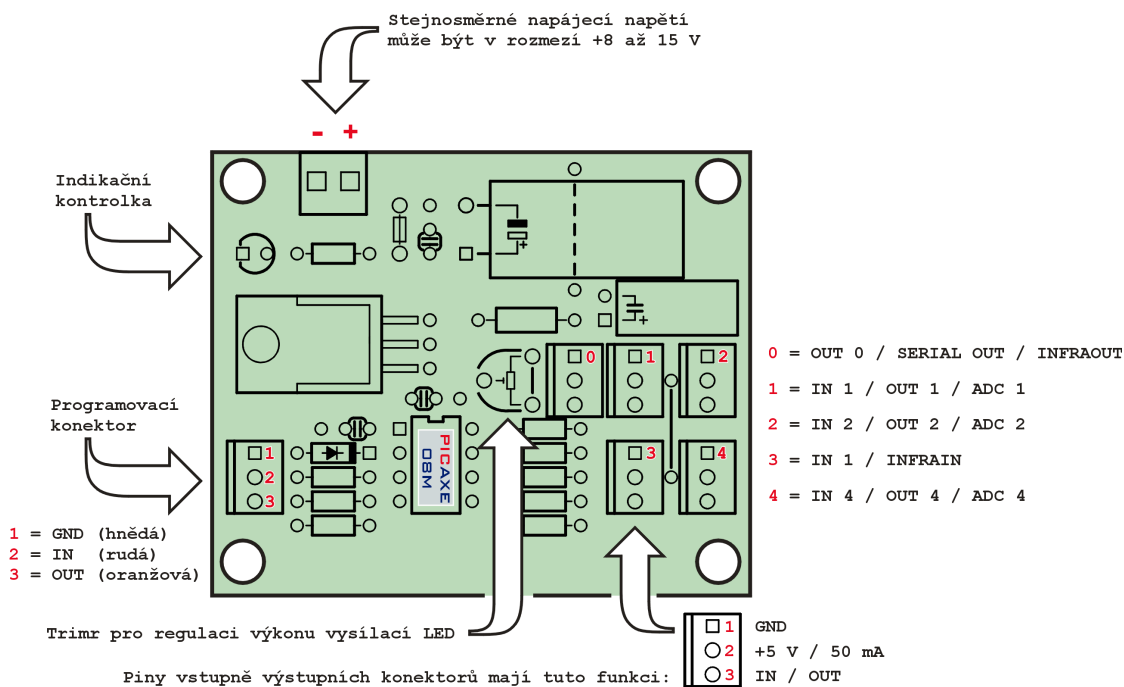 Stejnosměrné napájecí napětí
může být v rozmezí +8 až 15 V
- +
Indikační
kontrolka
Programovací
konektor
1
2
3
1 = GND (hnědá)
2 = IN (rudá)
3 = OUT (oranžová)
PICAXE
08M
0
1
2
3
4
0 = OUT 0 / SERIAL OUT / INFRAOUT
1 = IN 1 / OUT 1 / ADC 1
2 = IN 2 / OUT 2 / ADC 2
3 = IN 1 / INFRAIN
4 = IN 4 / OUT 4 / ADC 4
Trimr pro regulaci výkonu vysílací LED
Piny vstupně výstupních konektorů mají tuto funkci:
1 GND
2 +5 V / 50 mA
3 IN / OUT